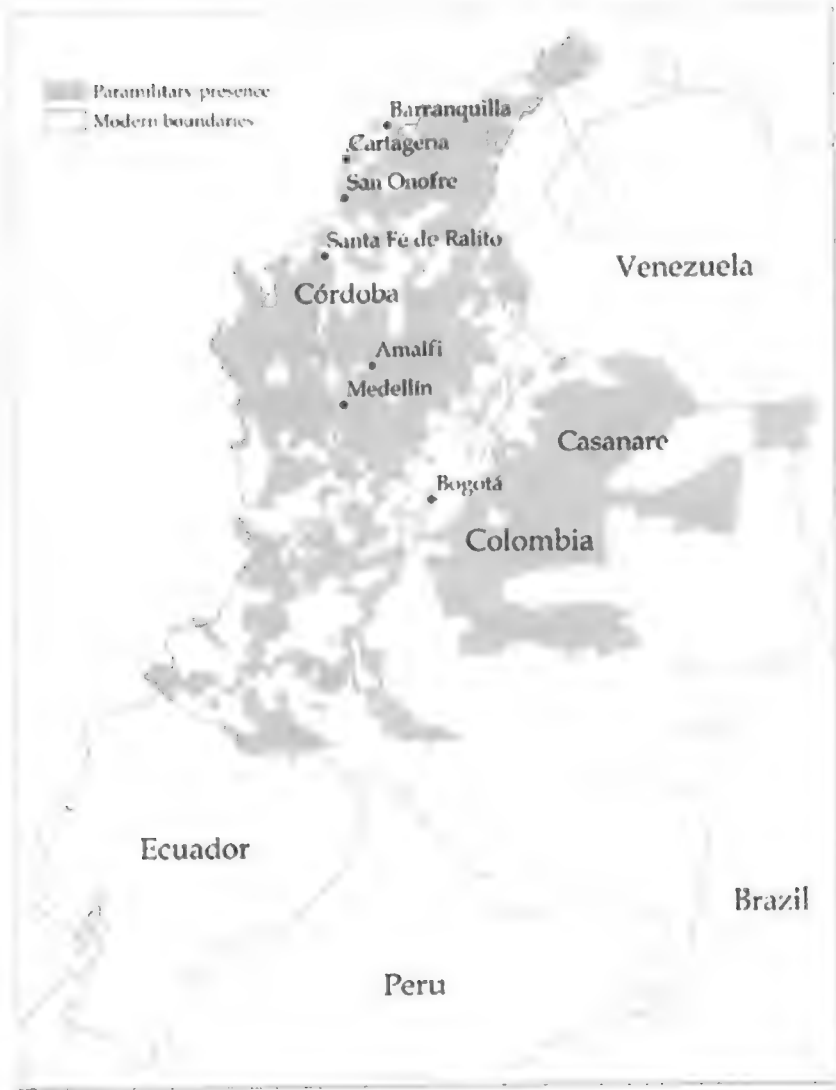 Paramilitary presence
Modern boundaries
Barranquilla
Cartagena
San Onofre
Santa Fé de Ralito
Venezuela
Córdoba
Amalfi
Medellín
Casanare
Bogotá
Colombia
Ecuador
Brazil
Peru